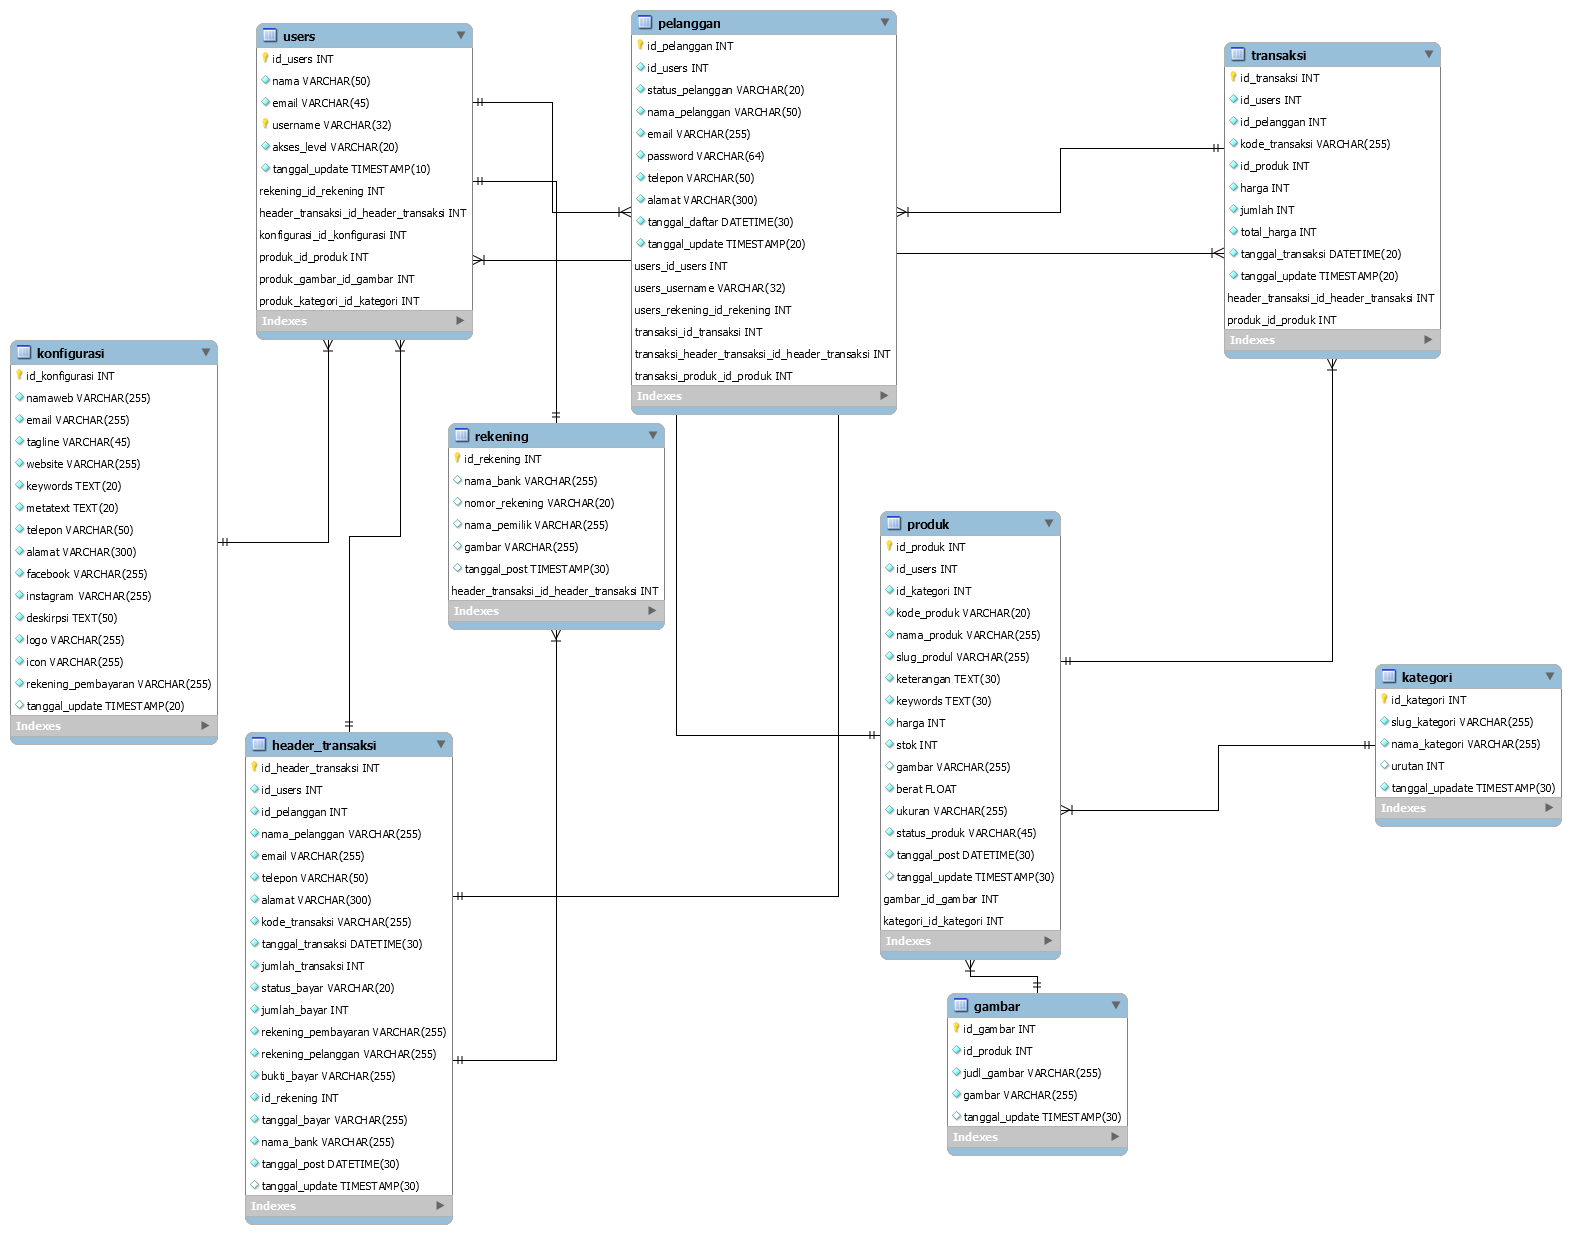 users
id_users INT
nama VARCHAR(50)
email VARCHAR(45)
username VARCHAR(32)
akses_level VARCHAR(20)
tanggal_update TIMESTAMP(10)
rekening_id_rekening INT
header_transaksi_id_header_transaksi INT
konfigurasi_id_konfigurasi INT
produk_id_produk INT
produk_gambar_id_gambar INT
produk_kategori_id_kategori INT
Indexes
pelanggan
id_pelanggan INT
id_users INT
status_pelanggan VARCHAR(20)
nama_pelanggan VARCHAR(50)
email VARCHAR(255)
password VARCHAR(64)
telepon VARCHAR(50)
alamat VARCHAR(300)
tanggal_daftar DATETIME(30)
tanggal_update TIMESTAMP(20)
users_id_users INT
users_username VARCHAR(32)
users_rekening_id_rekening INT
transaksi_id_transaksi INT
transaksi_header_transaksi_id_header_transaksi INT
transaksi_produk_id_produk INT
Indexes
transaksi
id_transaksi INT
id_users INT
id_pelanggan INT
kode_transaksi VARCHAR(255)
id_produk INT
harga INT
jumlah INT
total_harga INT
tanggal_transaksi DATETIME(20)
tanggal_update TIMESTAMP(20)
header_transaksi_id_header_transaksi INT
produk_id_produk INT
Indexes
konfigurasi
id_konfigurasi INT
namaweb VARCHAR(255)
email VARCHAR(255)
tagline VARCHAR(45)
website VARCHAR(255)
keywords TEXT(20)
metatext TEXT(20)
telepon VARCHAR(50)
alamat VARCHAR(300)
facebook VARCHAR(255)
instagram VARCHAR(255)
deskirpsi TEXT(50)
logo VARCHAR(255)
icon VARCHAR(255)
rekening_pembayaran VARCHAR(255)
tanggal_update TIMESTAMP(20)
Indexes
rekening
id_rekening INT
nama_bank VARCHAR(255)
nomor_rekening VARCHAR(20)
nama_pemilik VARCHAR(255)
gambar VARCHAR(255)
tanggal_post TIMESTAMP(30)
header_transaksi_id_header_transaksi INT
Indexes
produk
id_produk INT
id_users INT
id_kategori INT
kode_produk VARCHAR(20)
nama_produk VARCHAR(255)
slug_produl VARCHAR(255)
keterangan TEXT(30)
keywords TEXT(30)
harga INT
stok INT
gambar VARCHAR(255)
berat FLOAT
ukuran VARCHAR(255)
status_produk VARCHAR(45)
tanggal_post DATETIME(30)
tanggal_update TIMESTAMP(30)
gambar_id_gambar INT
kategori_id_kategori INT
Indexes
kategori
id_kategori INT
slug_kategori VARCHAR(255)
nama_kategori VARCHAR(255)
urutan INT
tanggal_upadate TIMESTAMP(30)
Indexes
header_transaksi
id_header_transaksi INT
id_users INT
id_pelanggan INT
nama_pelanggan VARCHAR(255)
email VARCHAR(255)
telepon VARCHAR(50)
alamat VARCHAR(300)
kode_transaksi VARCHAR(255)
tanggal_transaksi DATETIME(30)
jumlah_transaksi INT
status_bayar VARCHAR(20)
jumlah_bayar INT
rekening_pembayaran VARCHAR(255)
rekening_pelanggan VARCHAR(255)
bukti_bayar VARCHAR(255)
id_rekening INT
tanggal_bayar VARCHAR(255)
nama_bank VARCHAR(255)
tanggal_post DATETIME(30)
tanggal_update TIMESTAMP(30)
Indexes
gambar
id_gambar INT
id_produk INT
judl_gambar VARCHAR(255)
gambar VARCHAR(255)
tanggal_update TIMESTAMP(30)
Indexes